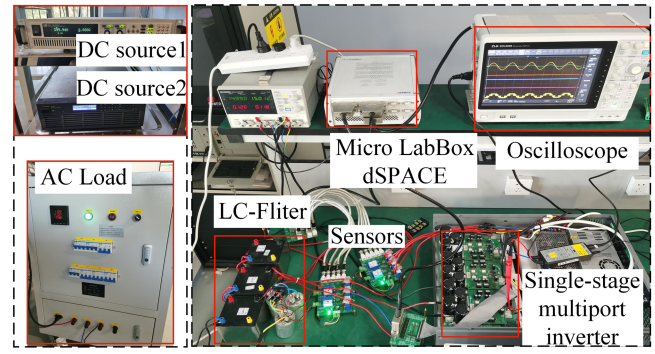 DC source1
DC source2
AC Load
Micro LabBox
dSPACE
Oscilloscope
LC-Fliter
Sensors
Single-stage
multiport
inverter